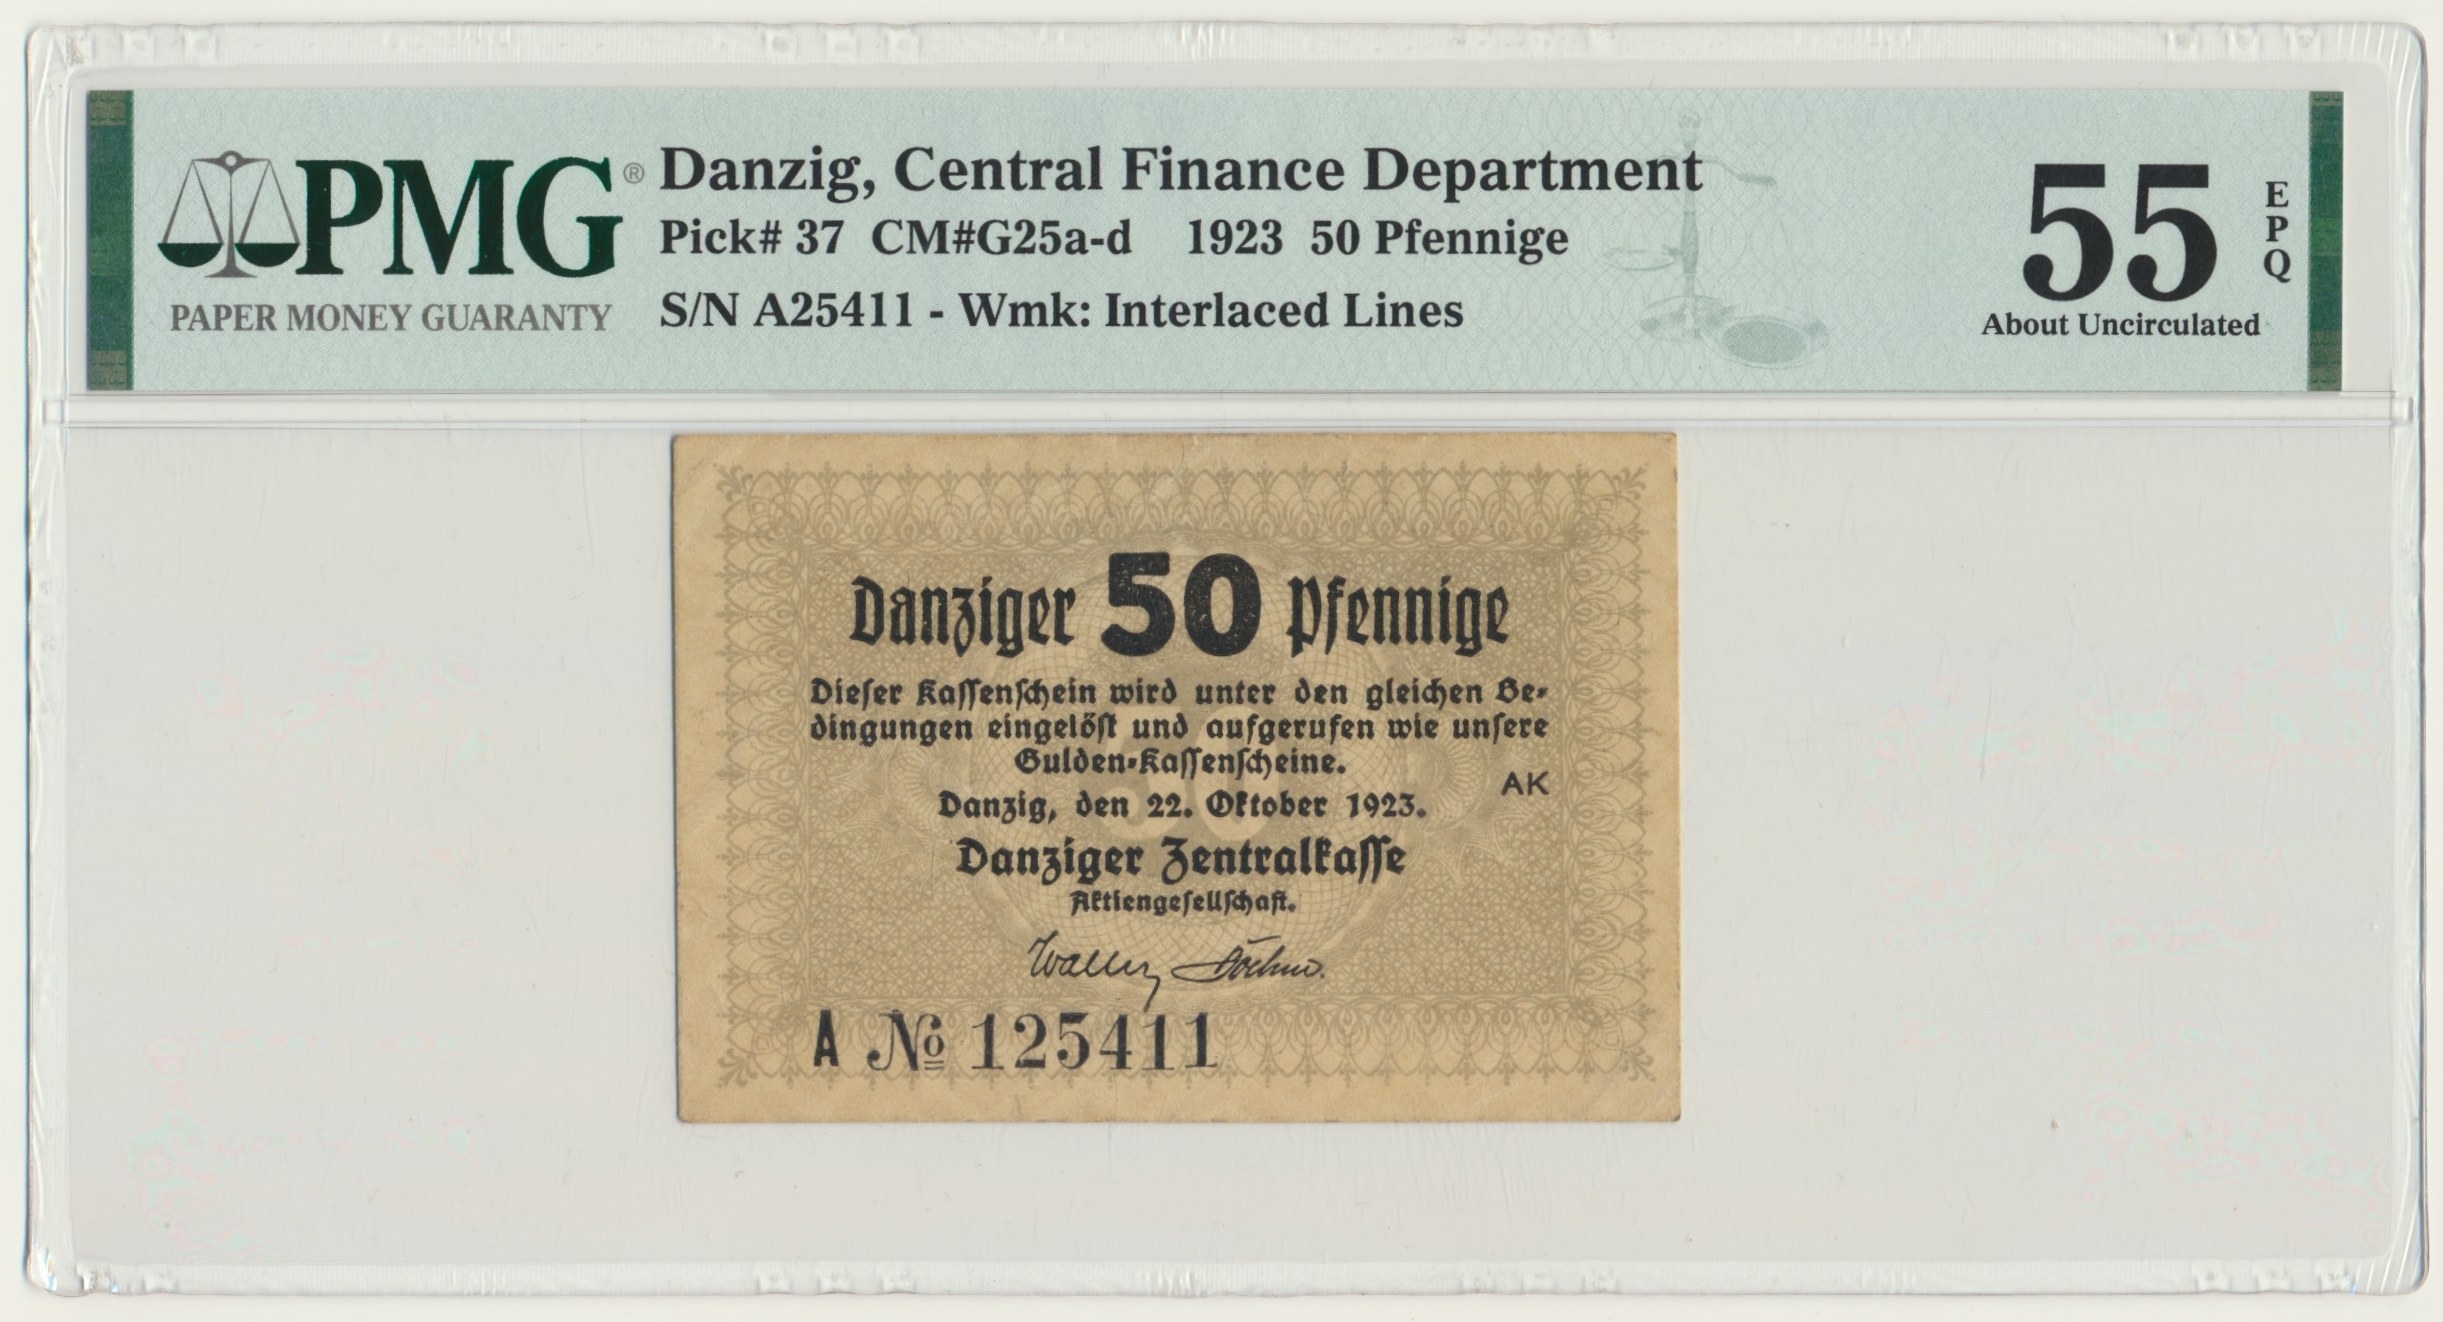 PMG®
PAPER MONEY GUARANTY
Danzig, Central Finance Department
Pick# 37 CM#G25a-d 1923 50 Pfennige
S/N A25411 - Wmk: Interlaced Lines
55
EPQ
About Uncirculated
Danziger 50 Pfennige
Dieſer Kaſſenſchein wird unter den gleichen Be-
dingungen eingelöſt und aufgerufen wie unſere
Gulden-Kaſſenſcheine.
AK
Danzig, den 22. Oktober 1923.
Danziger Zentralkaſſe
Aktiengeſellſchaft.
A № 125411